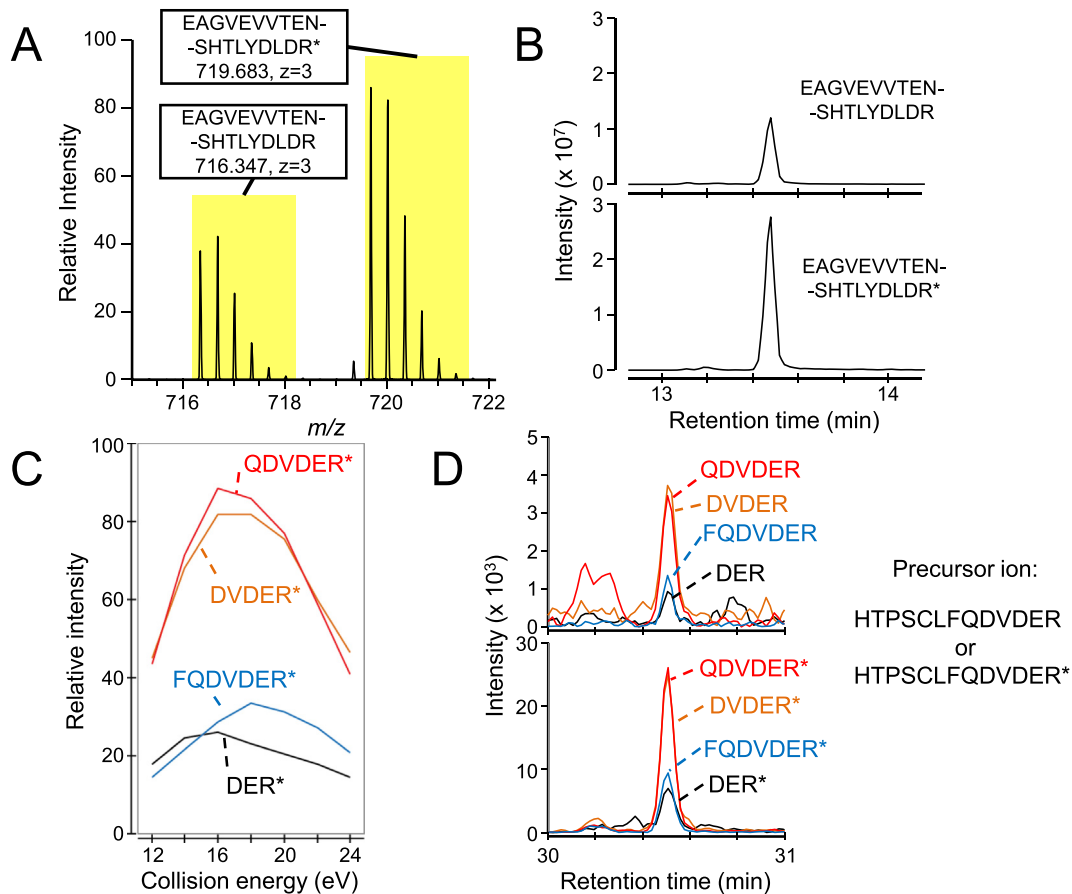 A
EAGVEVVTEN-
-SHTLYDLDR*
719.683, z=3
EAGVEVVTEN-
-SHTLYDLDR
716.347, z=3
Relative Intensity
100
80
60
40
20
0
716
718
720
722
m/z
B
EAGVEVVTEN-
-SHTLYDLDR
EAGVEVVTEN-
-SHTLYDLDR*
Intensity (x 10⁷)
3
2
1
0
3
2
1
0
13
14
Retention time (min)
C
QDVDER*
DVDER*
FQDVDER*
DER*
Relative intensity
100
80
60
40
20
0
12
16
20
24
Collision energy (eV)
D
QDVDER
DVDER
FQDVDER
DER
QDVDER*
DVDER*
FQDVDER*
DER*
Intensity (x 10³)
5
4
3
2
1
0
30
20
10
0
30
31
Retention time (min)
Precursor ion:
HTPSCLFQDVDER
or
HTPSCLFQDVDER*